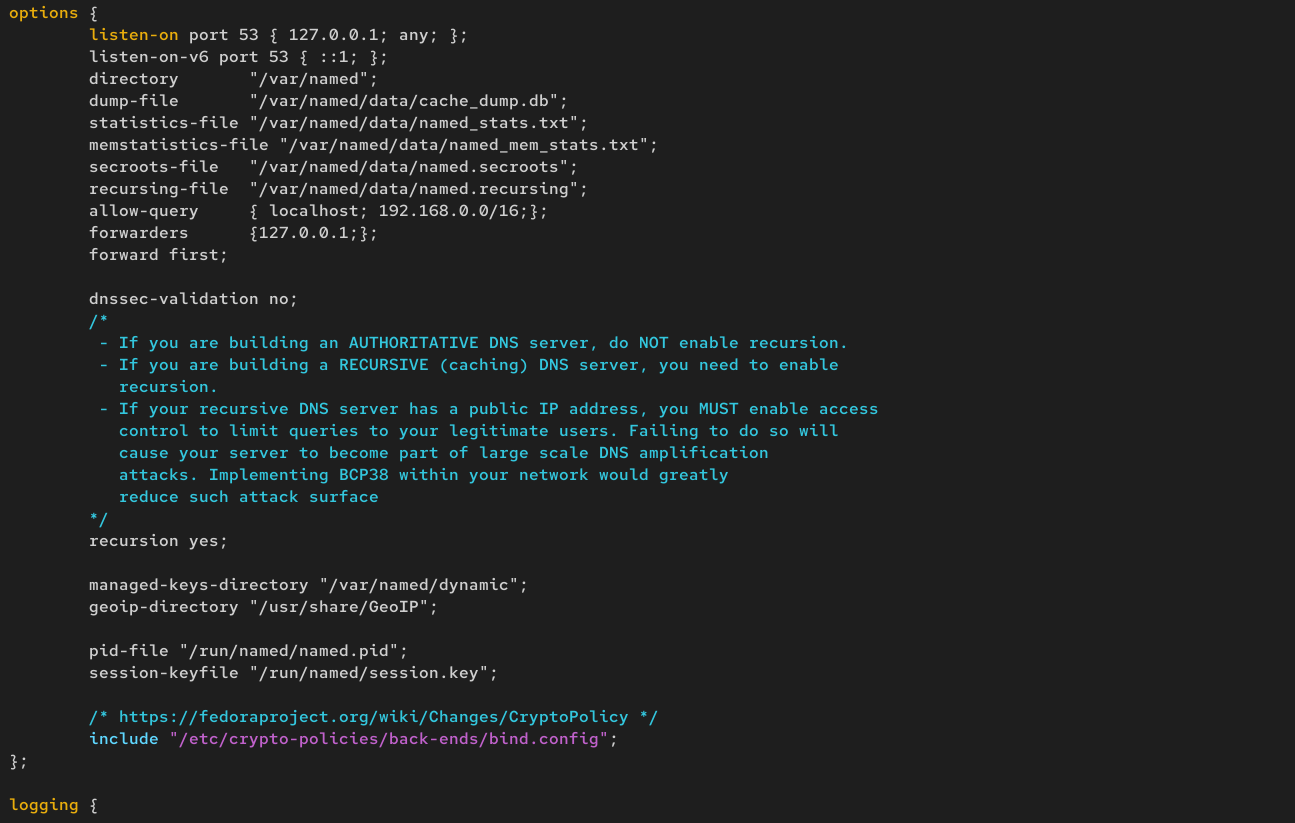 options {
        listen-on port 53 { 127.0.0.1; any; };
        listen-on-v6 port 53 { ::1; };
        directory       "/var/named";
        dump-file       "/var/named/data/cache_dump.db";
        statistics-file "/var/named/data/named_stats.txt";
        memstatistics-file "/var/named/data/named_mem_stats.txt";
        secroots-file   "/var/named/data/named.secroots";
        recursing-file  "/var/named/data/named.recursing";
        allow-query     { localhost; 192.168.0.0/16;};
        forwarders      {127.0.0.1;};
        forward first;

        dnssec-validation no;
        /*
         - If you are building an AUTHORITATIVE DNS server, do NOT enable recursion.
         - If you are building a RECURSIVE (caching) DNS server, you need to enable
           recursion.
         - If your recursive DNS server has a public IP address, you MUST enable access
           control to limit queries to your legitimate users. Failing to do so will
           cause your server to become part of large scale DNS amplification
           attacks. Implementing BCP38 within your network would greatly
           reduce such attack surface
        */
        recursion yes;

        managed-keys-directory "/var/named/dynamic";
        geoip-directory "/usr/share/GeoIP";

        pid-file "/run/named/named.pid";
        session-keyfile "/run/named/session.key";

        /* https://fedoraproject.org/wiki/Changes/CryptoPolicy */
        include "/etc/crypto-policies/back-ends/bind.config";
};

logging {